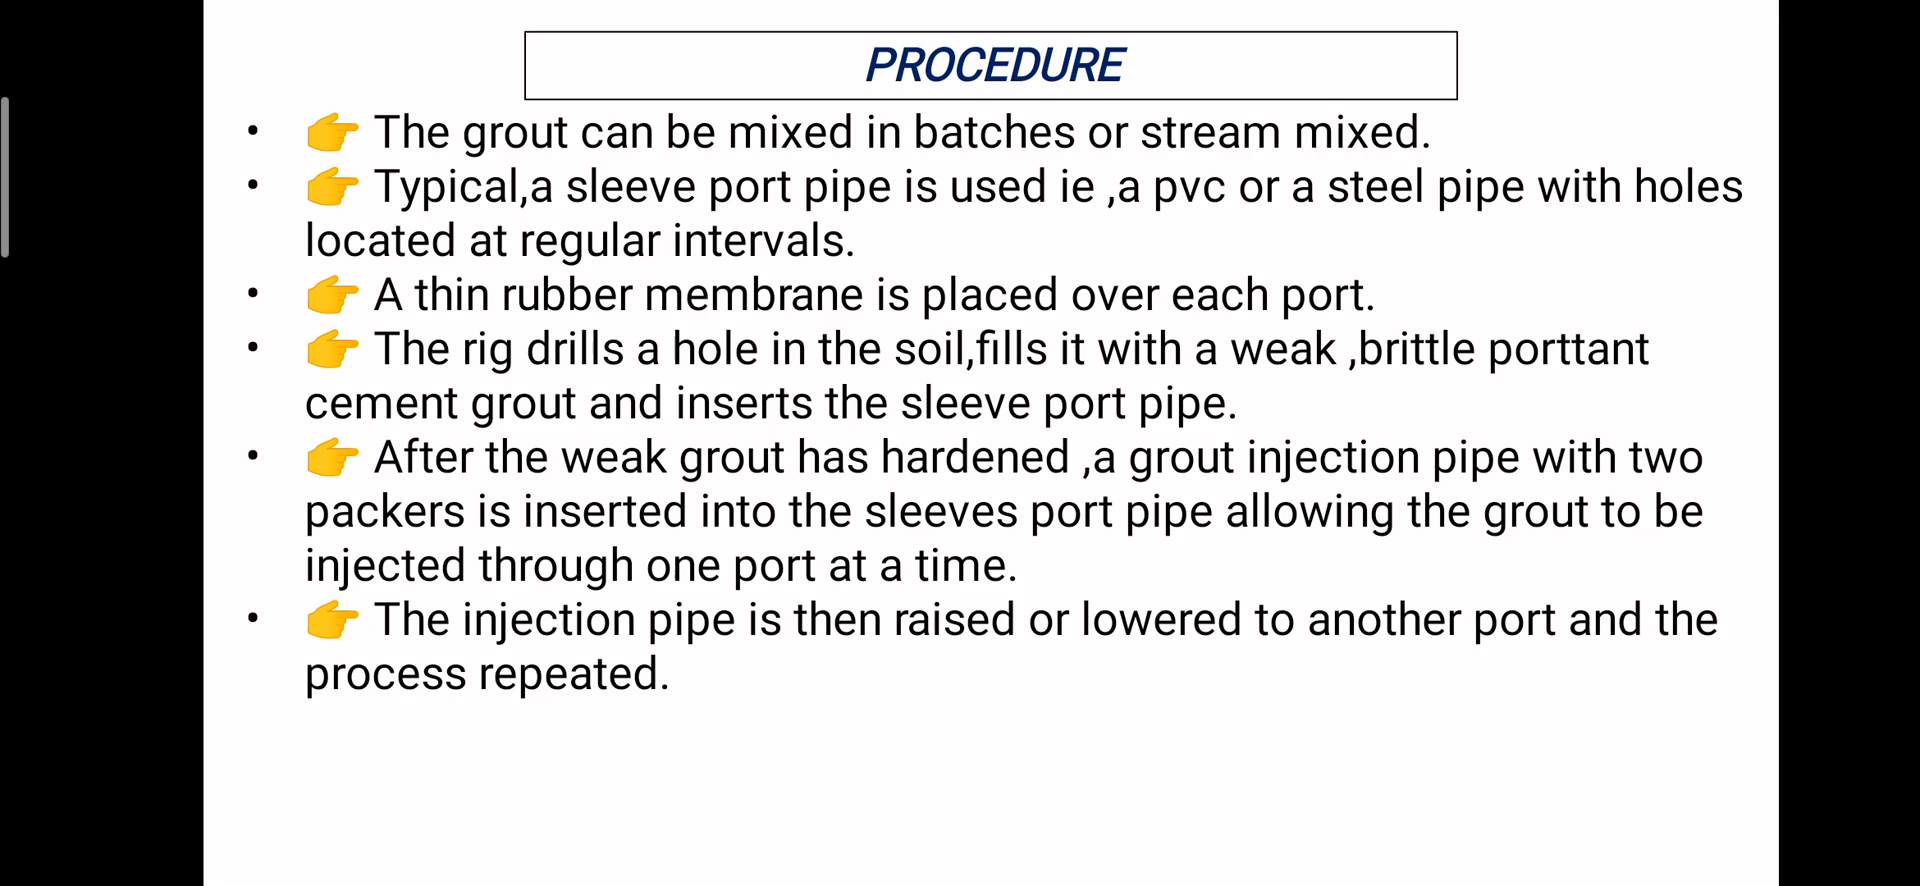 PROCEDURE
• 👉 The grout can be mixed in batches or stream mixed.
• 👉 Typical,a sleeve port pipe is used ie ,a pvc or a steel pipe with holes
located at regular intervals.
• 👉 A thin rubber membrane is placed over each port.
• 👉 The rig drills a hole in the soil,fills it with a weak ,brittle porttant
cement grout and inserts the sleeve port pipe.
• 👉 After the weak grout has hardened ,a grout injection pipe with two
packers is inserted into the sleeves port pipe allowing the grout to be
injected through one port at a time.
• 👉 The injection pipe is then raised or lowered to another port and the
process repeated.